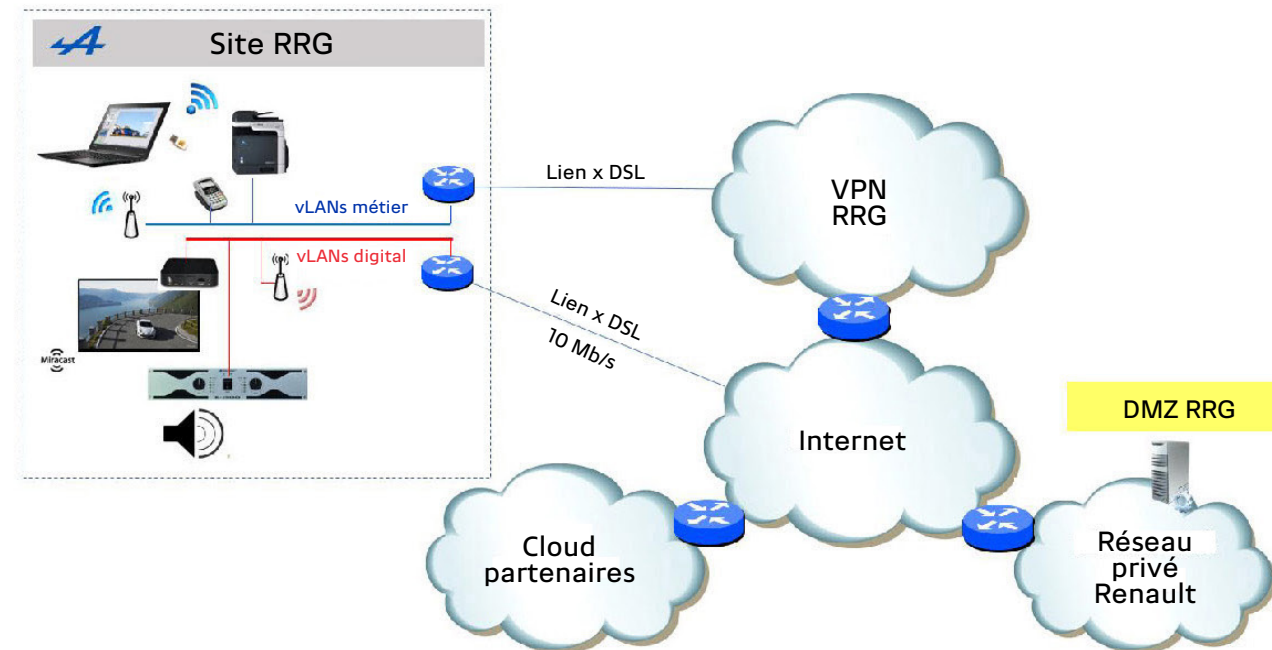 Site RRG
Lien x DSL
vLANs métier
VPN
RRG
vLANs digital
Lien x DSL
10 Mb/s
Miracast
DMZ RRG
Internet
Cloud
partenaires
Réseau
privé
Renault